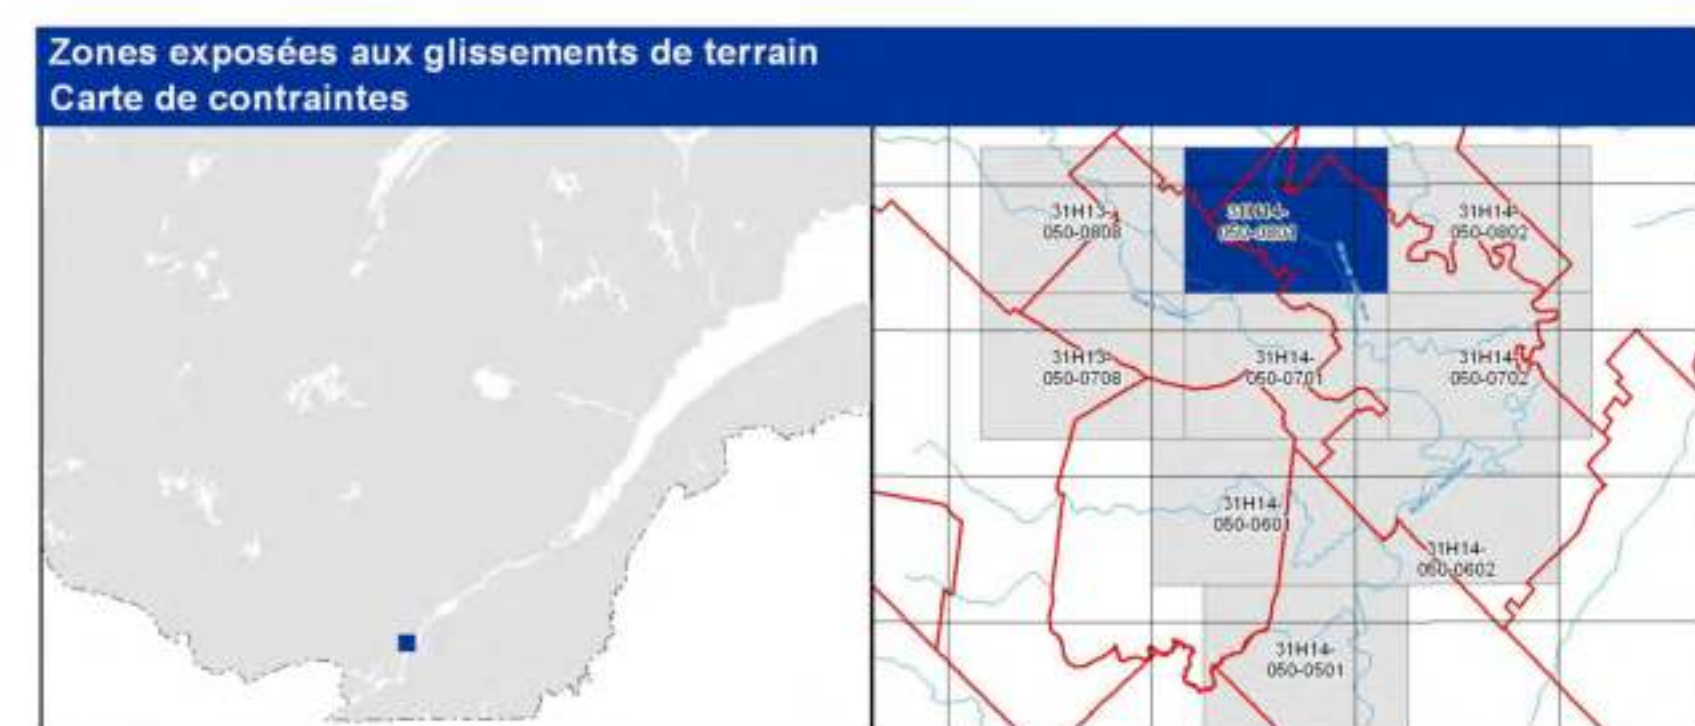 Zones exposées aux glissements de terrain
Carte de contraintes
31H13-
050-0808
31H14-
31H14-
050-0802
31H13-
050-0708
31H14-
050-0701
31H14-
050-0702
31H14-
050-0601
31H14-
050-0602
31H14-
050-0501